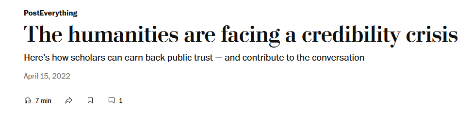 PostEverything
The humanities are facing a credibility crisis
Here's how scholars can earn back public trust — and contribute to the conversation
April 15, 2022
7 min
1